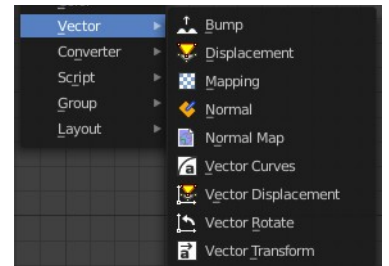 Vector
Converter
Script
Group
Layout
Bump
Displacement
Mapping
Normal
Normal Map
Vector Curves
Vector Displacement
Vector Rotate
Vector Transform